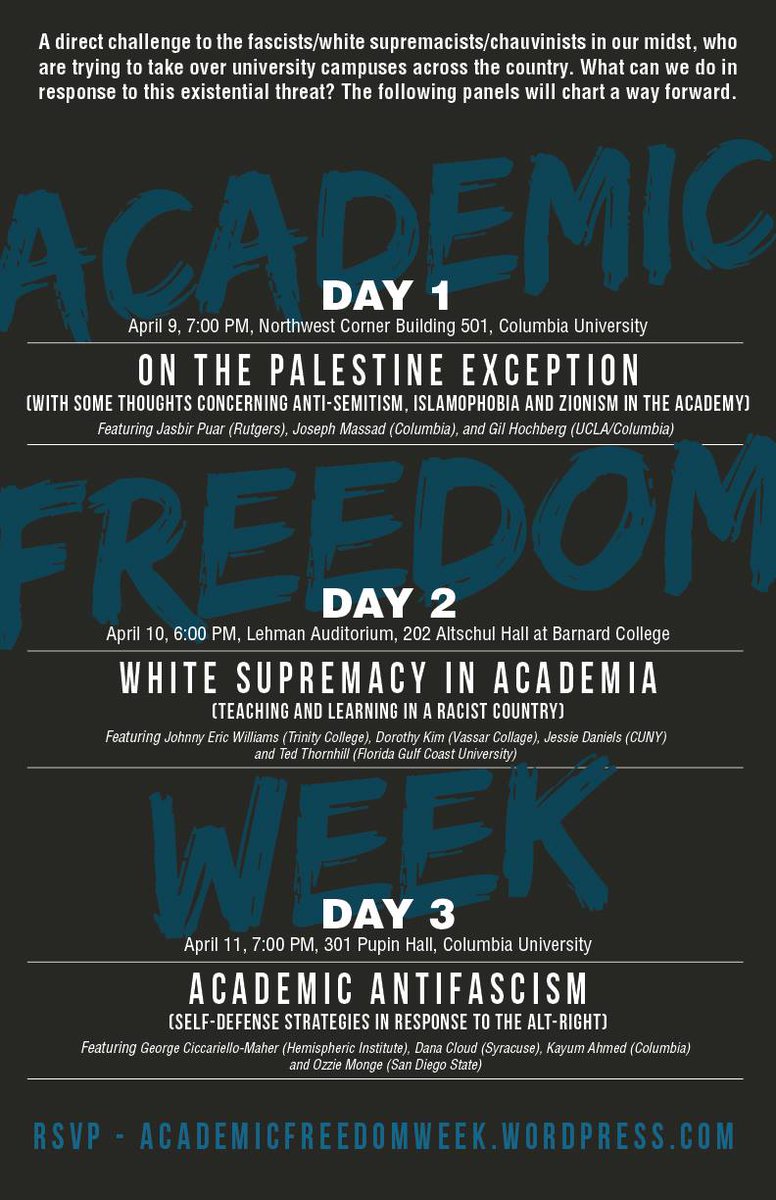 A direct challenge to the fascists/white supremacists/chauvinists in our midst, who
are trying to take over university campuses across the country. What can we do in
response to this existential threat? The following panels will chart a way forward.
ACADEMIC
DAY 1
April 9, 7:00 PM, Northwest Corner Building 501, Columbia University
ON THE PALESTINE EXCEPTION
(WITH SOME THOUGHTS CONCERNING ANTI-SEMITISM, ISLAMOPHOBIA AND ZIONISM IN THE ACADEMY)
Featuring Jasbir Puar (Rutgers), Joseph Massad (Columbia), and Gil Hochberg (UCLA/Columbia)
FREEDOM
DAY 2
April 10, 6:00 PM, Lehman Auditorium, 202 Altschul Hall at Barnard College
WHITE SUPREMACY IN ACADEMIA
(TEACHING AND LEARNING IN A RACIST COUNTRY)
Featuring Johnny Eric Williams (Trinity College), Dorothy Kim (Vassar Collage), Jessie Daniels (CUNY)
and Ted Thornhill (Florida Gulf Coast University)
WEEK
DAY 3
April 11, 7:00 PM, 301 Pupin Hall, Columbia University
ACADEMIC ANTIFASCISM
(SELF-DEFENSE STRATEGIES IN RESPONSE TO THE ALT-RIGHT)
Featuring George Ciccariello-Maher (Hemispheric Institute), Dana Cloud (Syracuse), Kayum Ahmed (Columbia)
and Ozzie Monge (San Diego State)
RSVP - ACADEMICFREEDOMWEEK.WORDPRESS.COM